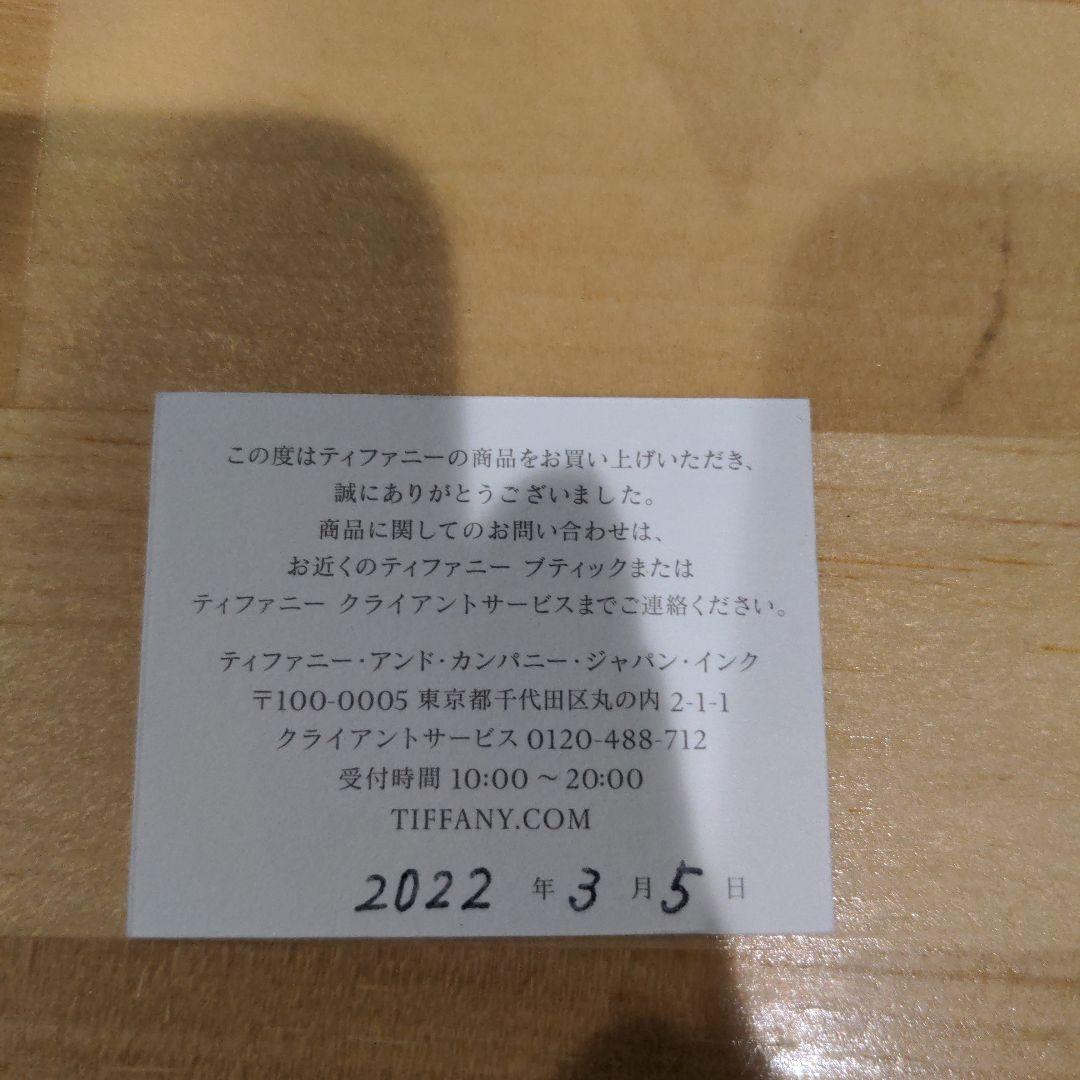 この度はティファニーの商品をお買い上げいただき、
誠にありがとうございました。
商品に関してのお問い合わせは、
お近くのティファニー ブティックまたは
ティファニー クライアントサービスまでご連絡ください。
ティファニー・アンド・カンパニー・ジャパン・インク
〒100-0005 東京都千代田区丸の内 2-1-1
クライアントサービス 0120-488-712
受付時間 10:00 ～ 20:00
TIFFANY.COM
2022 年 3 月 5 日